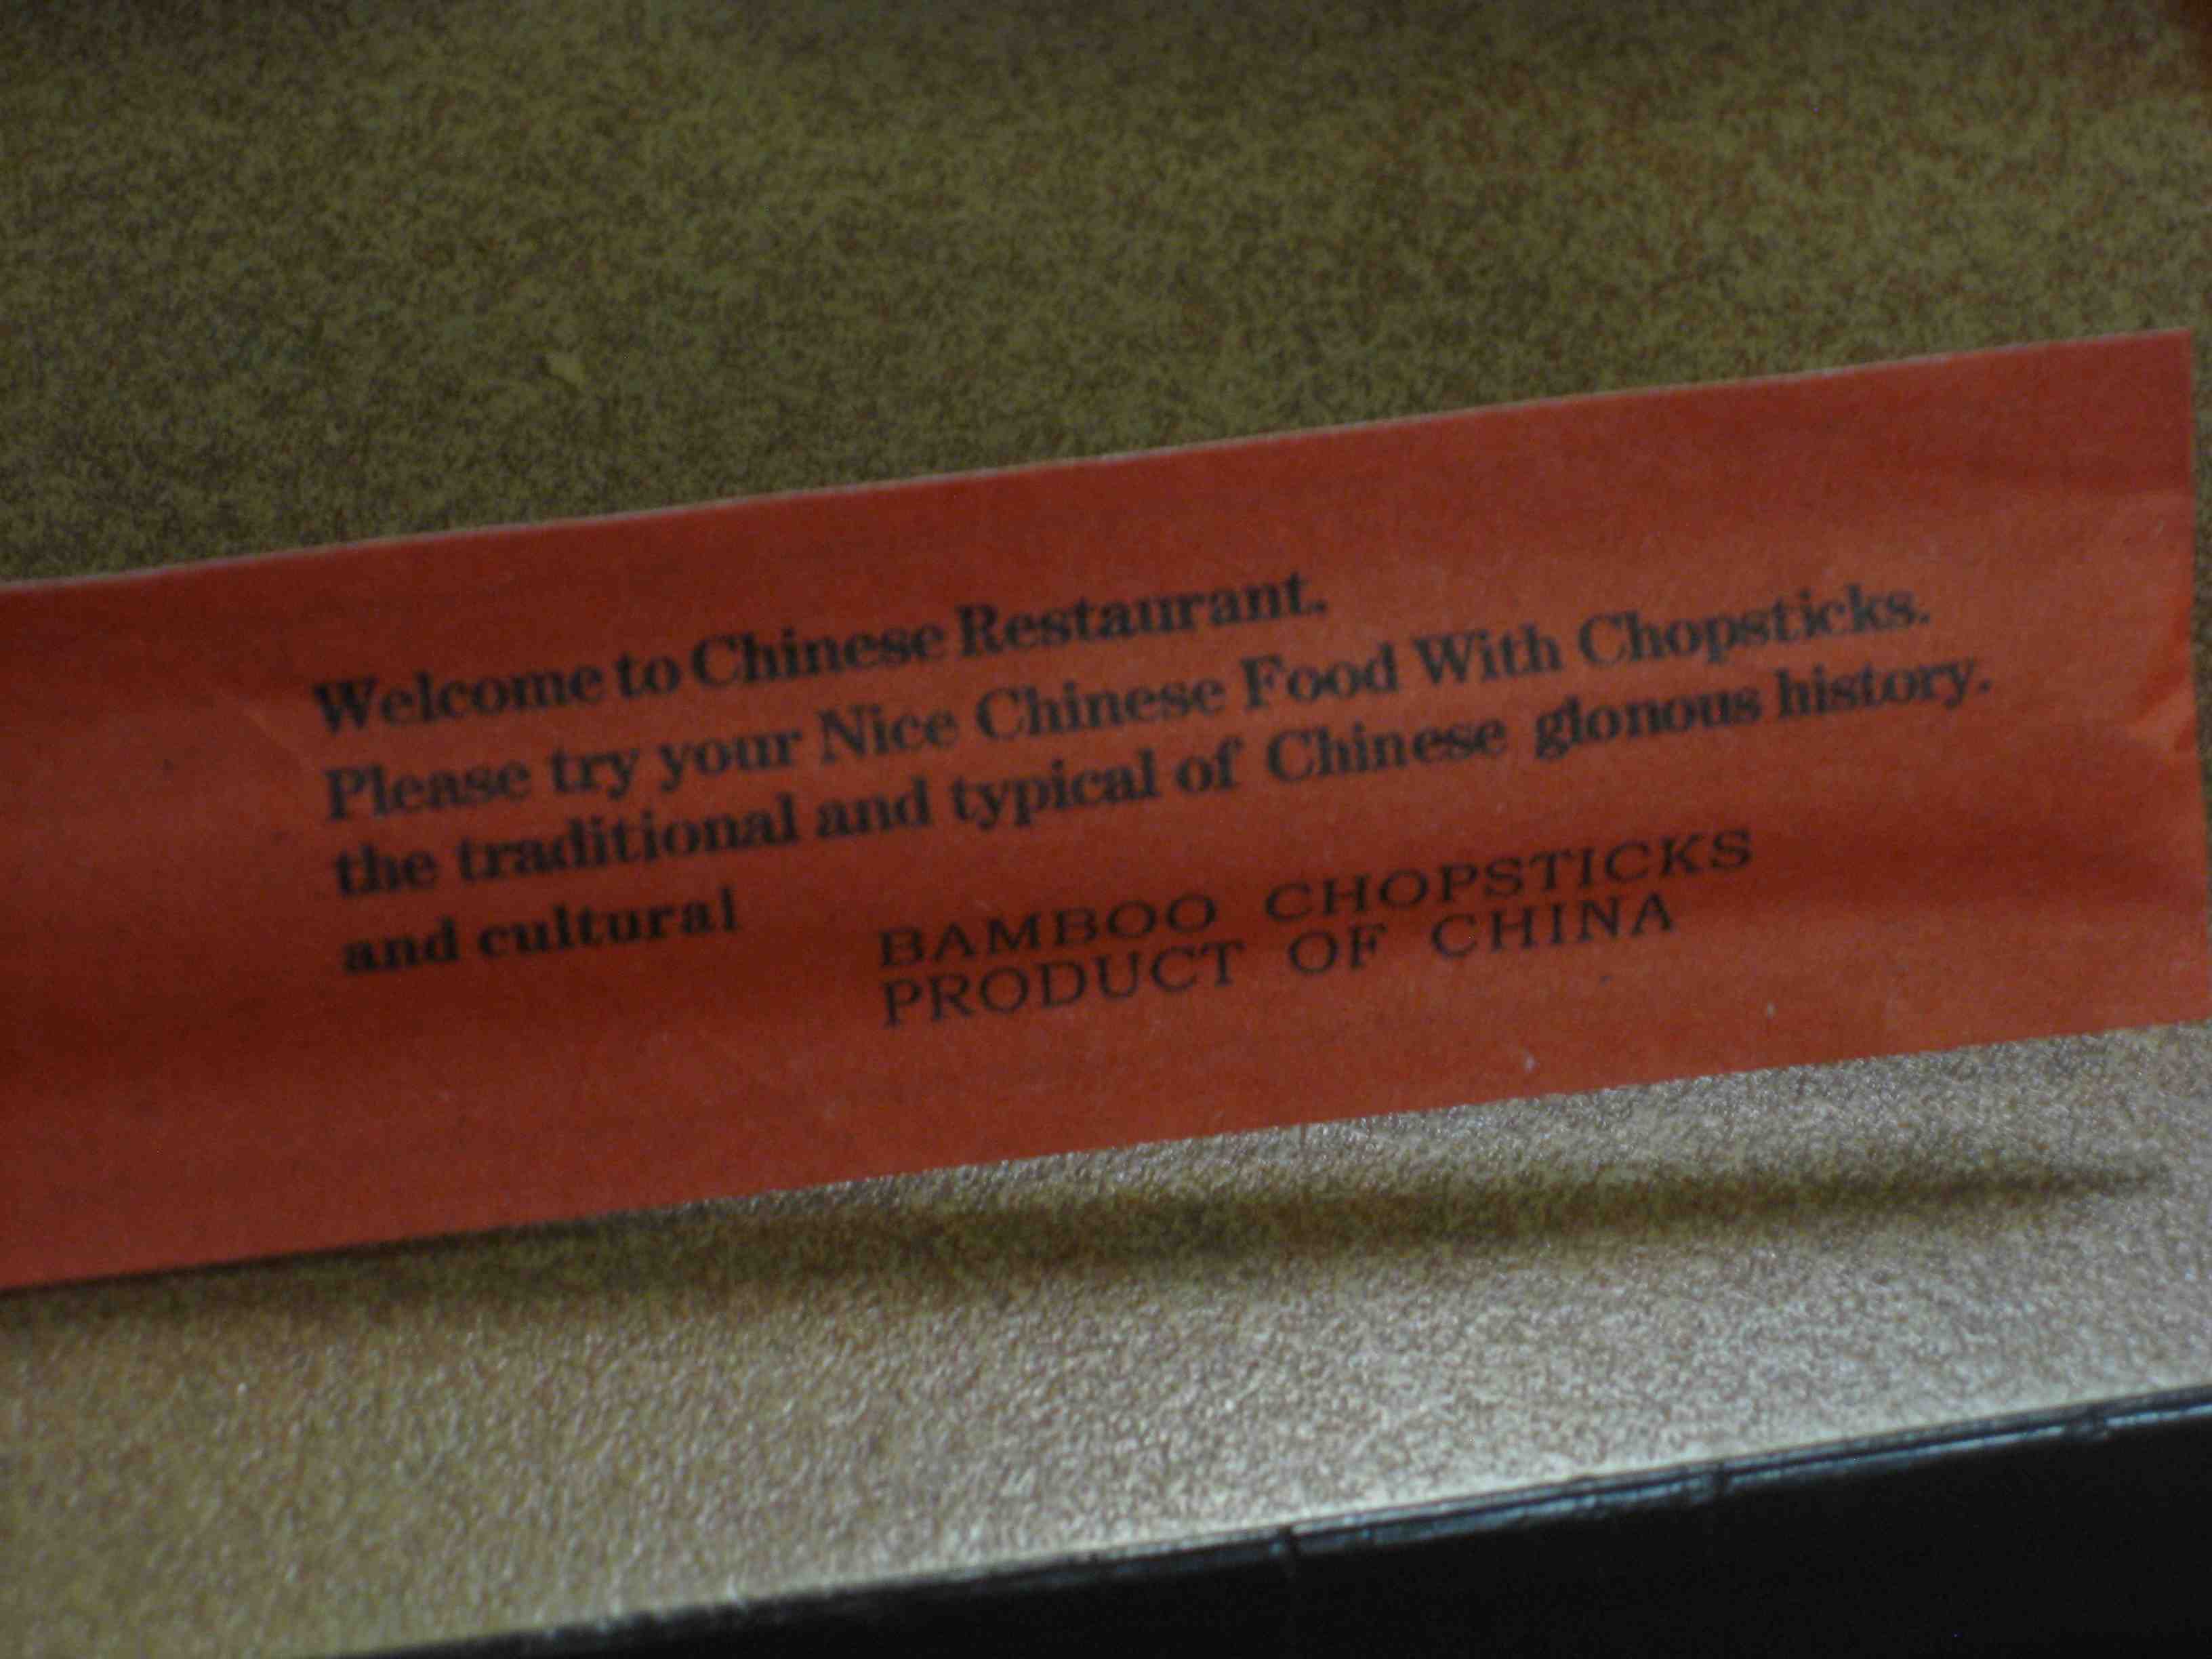 Welcome to Chinese Restaurant.
Please try your Nice Chinese Food With Chopsticks.
the traditional and typical of Chinese glonous history.
and cultural
BAMBOO CHOPSTICKS
PRODUCT OF CHINA